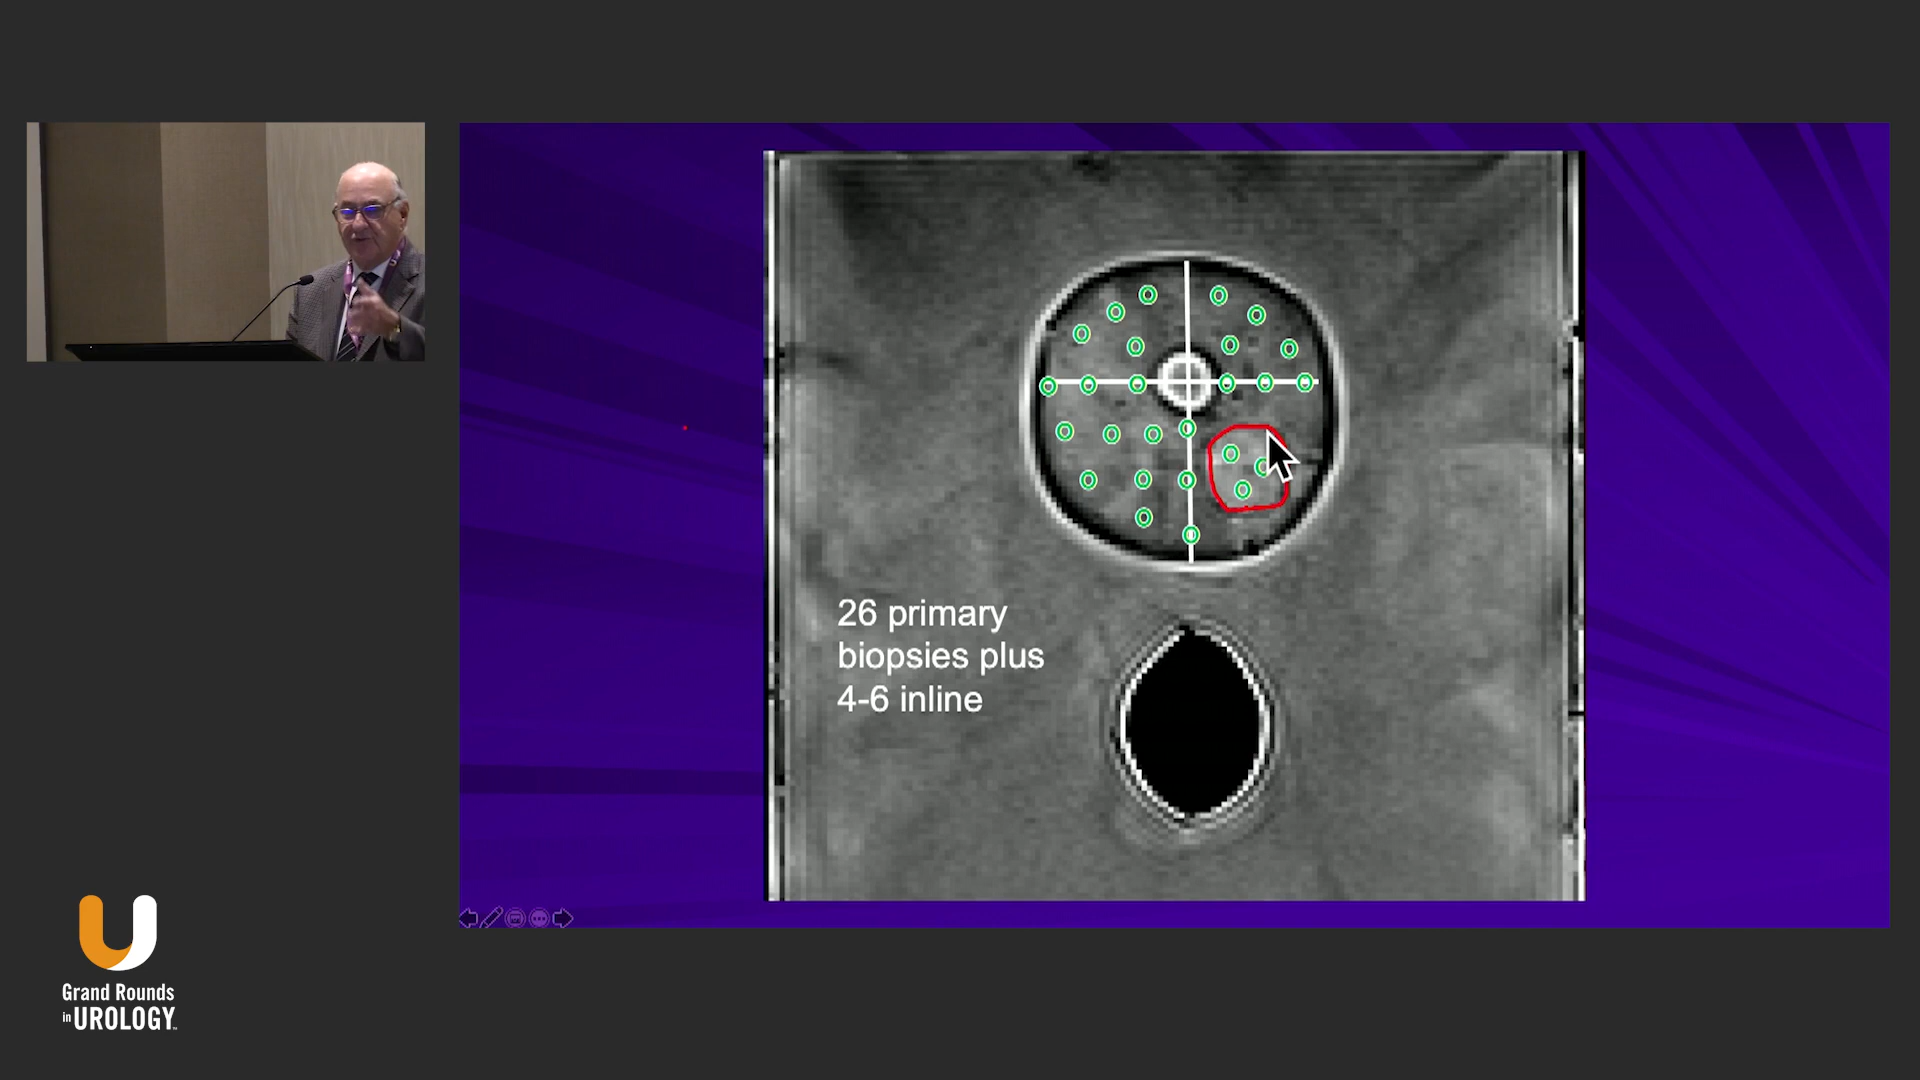 26 primary
biopsies plus
4-6 inline
Grand Rounds
in UROLOGY